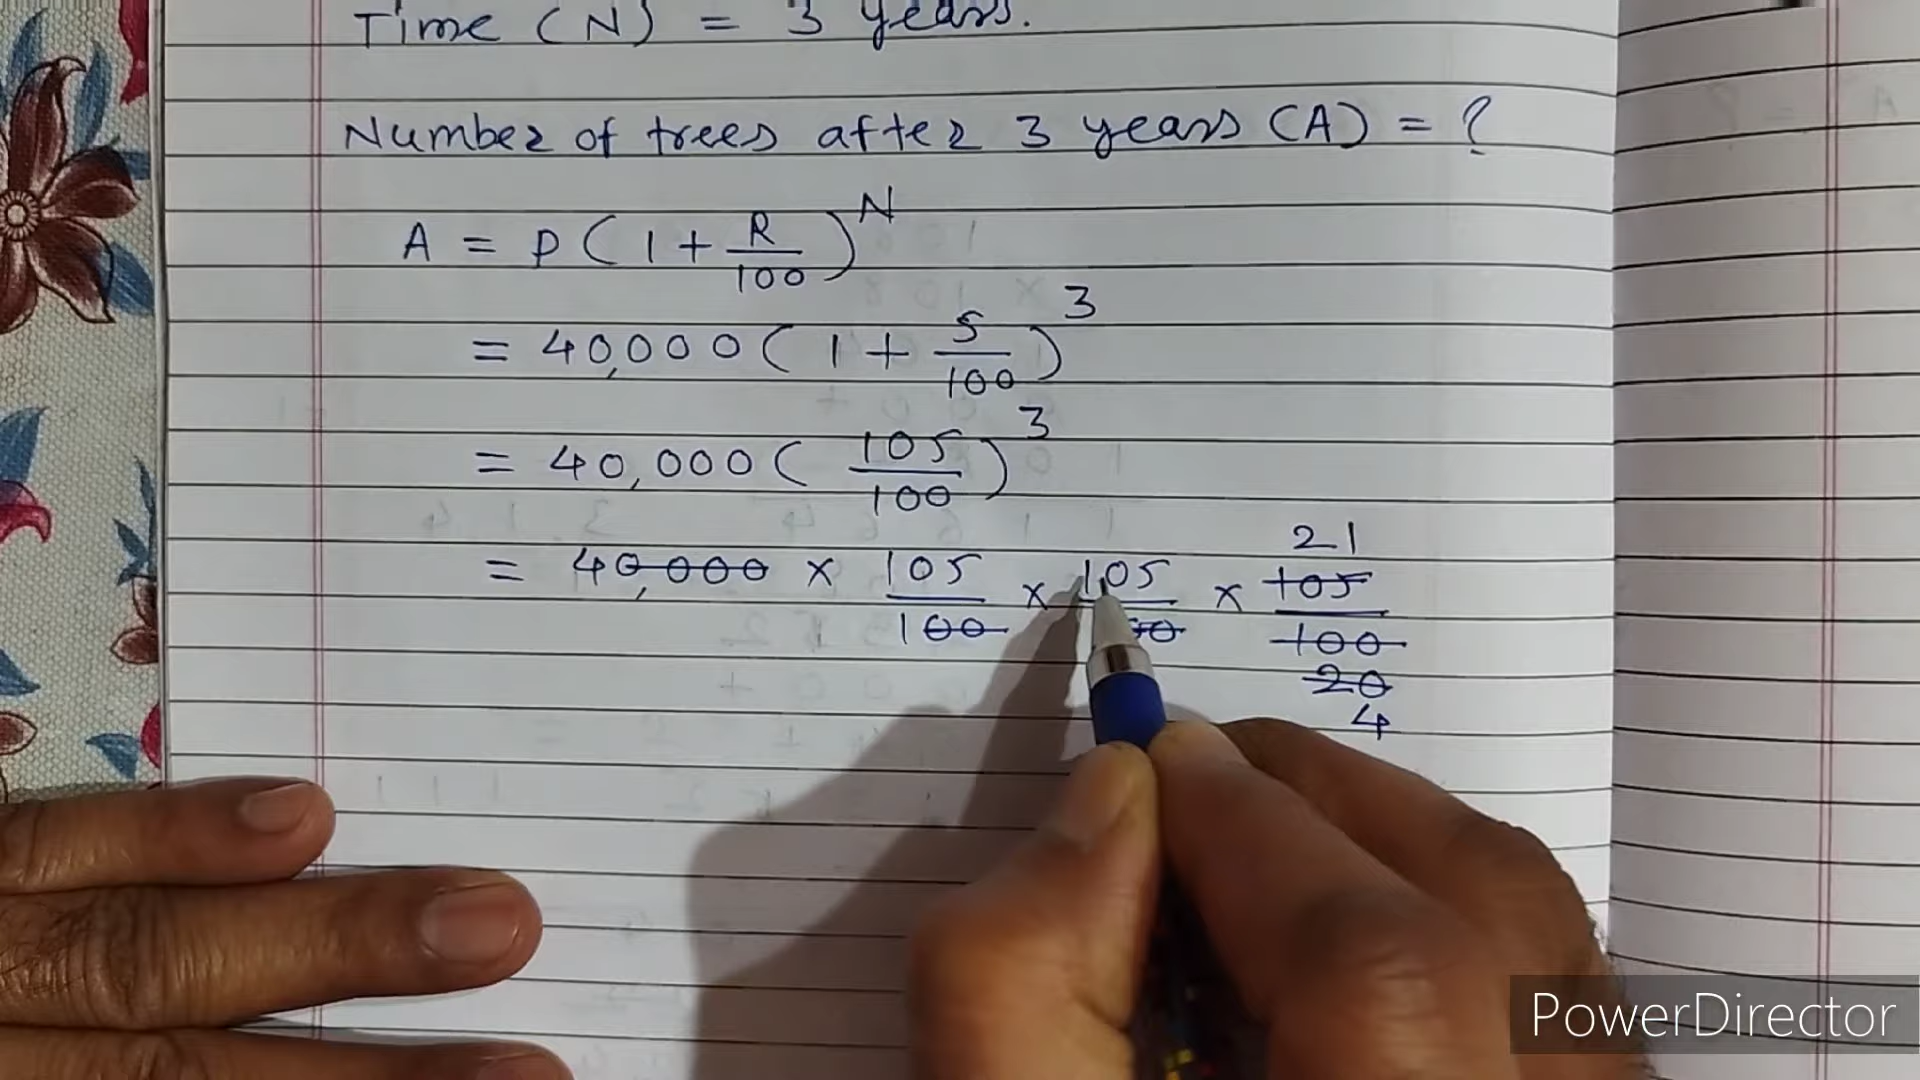 Time (N) = 3 years.
Number of trees after 3 years (A) = ?
A = P ( 1 + R/100 )^N
= 40,000 ( 1 + 5/100 )^3
= 40,000 ( 105/100 )^3
21
= 40,000 × 105/100 × 105/ 00 × 105/100
20
4
PowerDirector